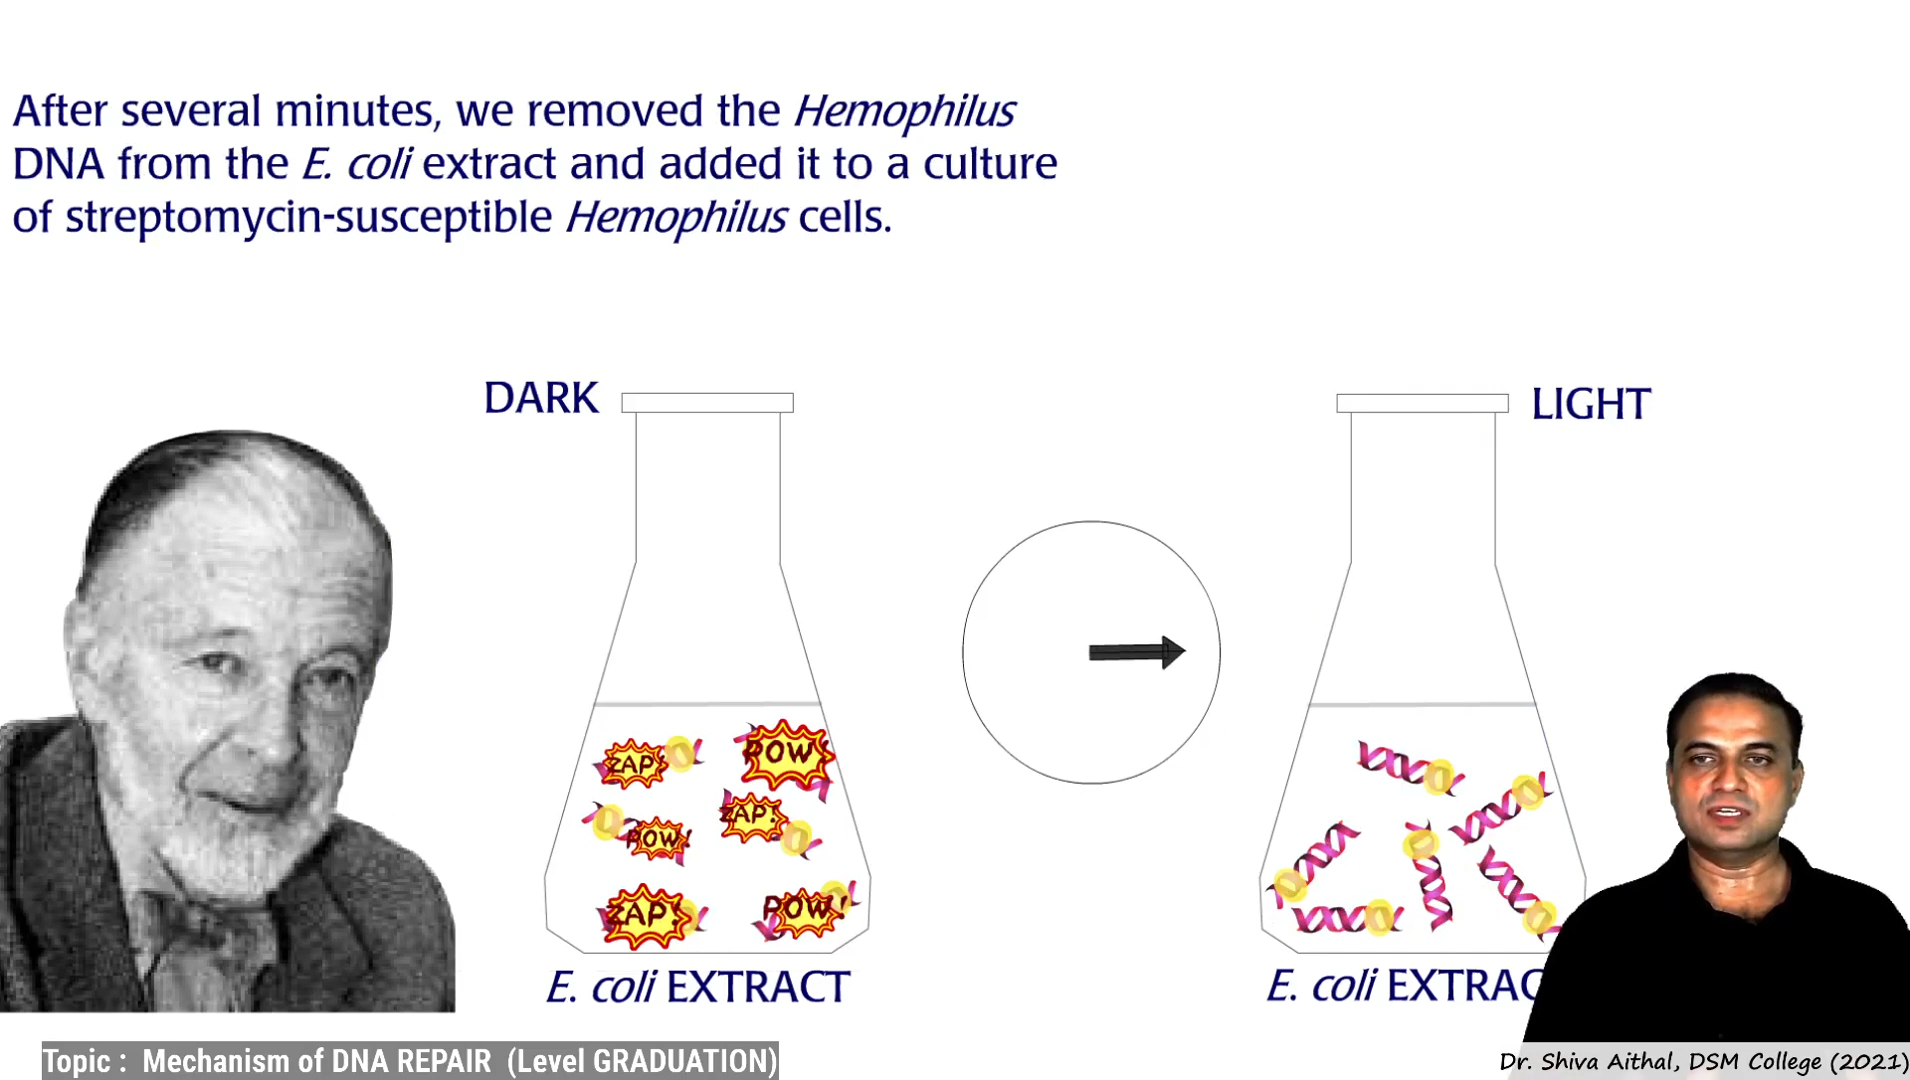 After several minutes, we removed the Hemophilus
DNA from the E. coli extract and added it to a culture
of streptomycin-susceptible Hemophilus cells.
DARK
LIGHT
ZAP!
POW!
POW!
ZAP!
ZAP!
POW!
E. coli EXTRACT
E. coli EXTRAC
Topic : Mechanism of DNA REPAIR (Level GRADUATION)
Dr. Shiva Aithal, DSM College (2021)